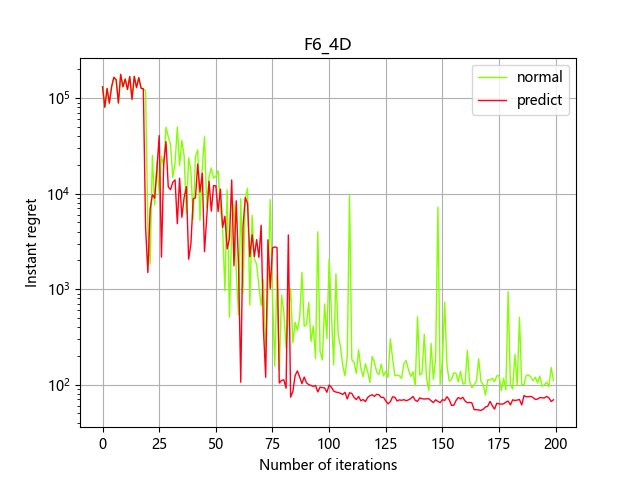 F6_4D
normal
predict
Instant regret
10^5
10^4
10^3
10^2
0 25 50 75 100 125 150 175 200
Number of iterations